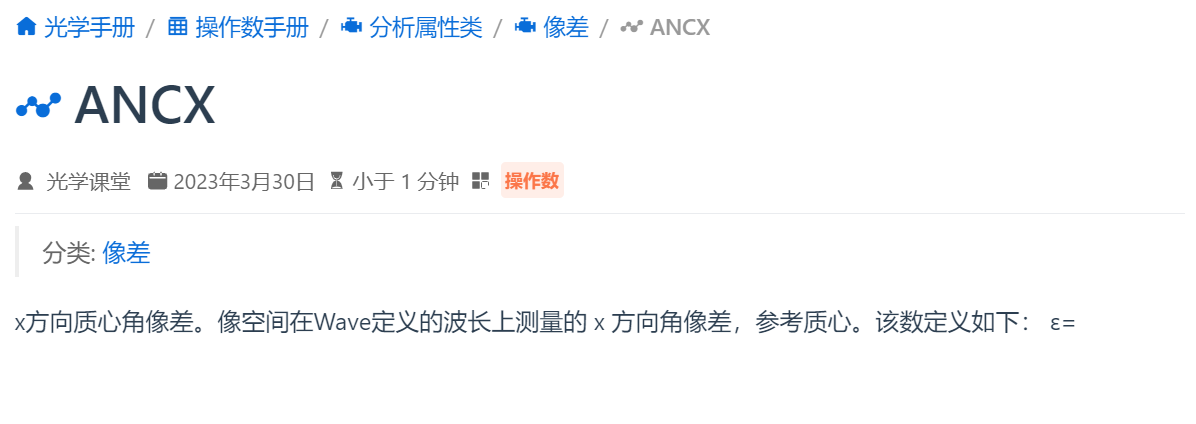 光学手册 / 操作数手册 / 分析属性类 / 像差 / ANCX
ANCX
光学课堂 2023年3月30日 小于 1 分钟 操作数
分类: 像差
x方向质心角像差。像空间在Wave定义的波长上测量的 x 方向角像差，参考质心。该数定义如下： ε=